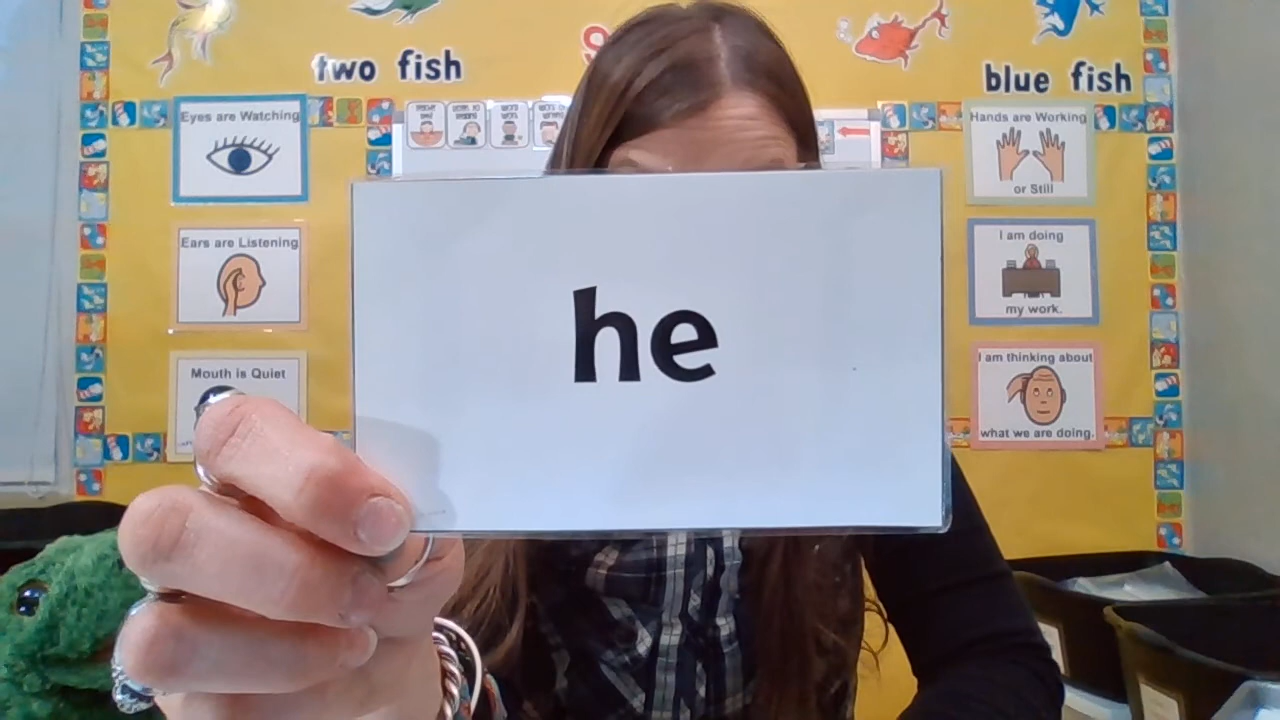 two fish
blue fish
Eyes are Watching
Ears are Listening
Mouth is Quiet
he
Hands are Working
or Still
I am doing
my work.
I am thinking about
what we are doing.